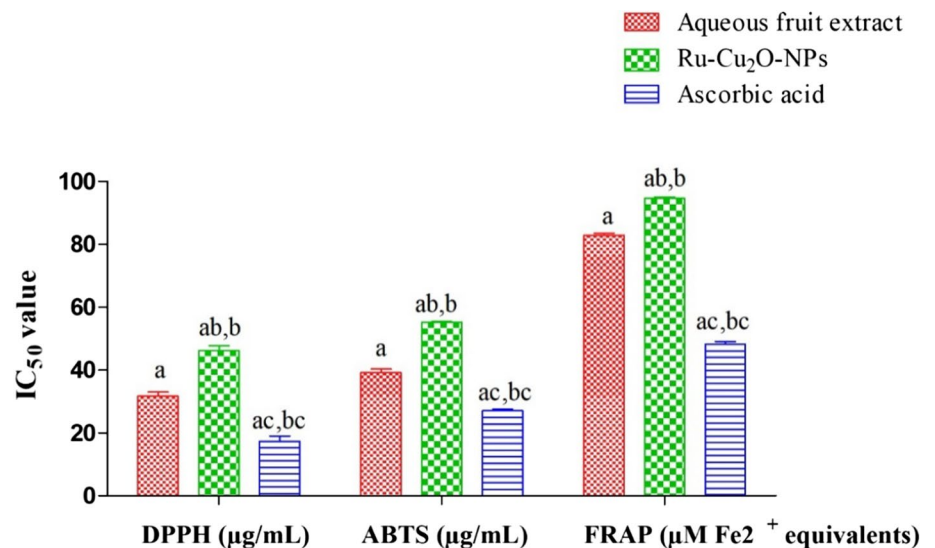 Aqueous fruit extract
Ru-Cu₂O-NPs
Ascorbic acid
IC₅₀ value
100
80
60
40
20
0
a
ab,b
ac,bc
a
ab,b
ac,bc
a
ab,b
ac,bc
DPPH (µg/mL) ABTS (µg/mL) FRAP (µM Fe2 ⁺ equivalents)